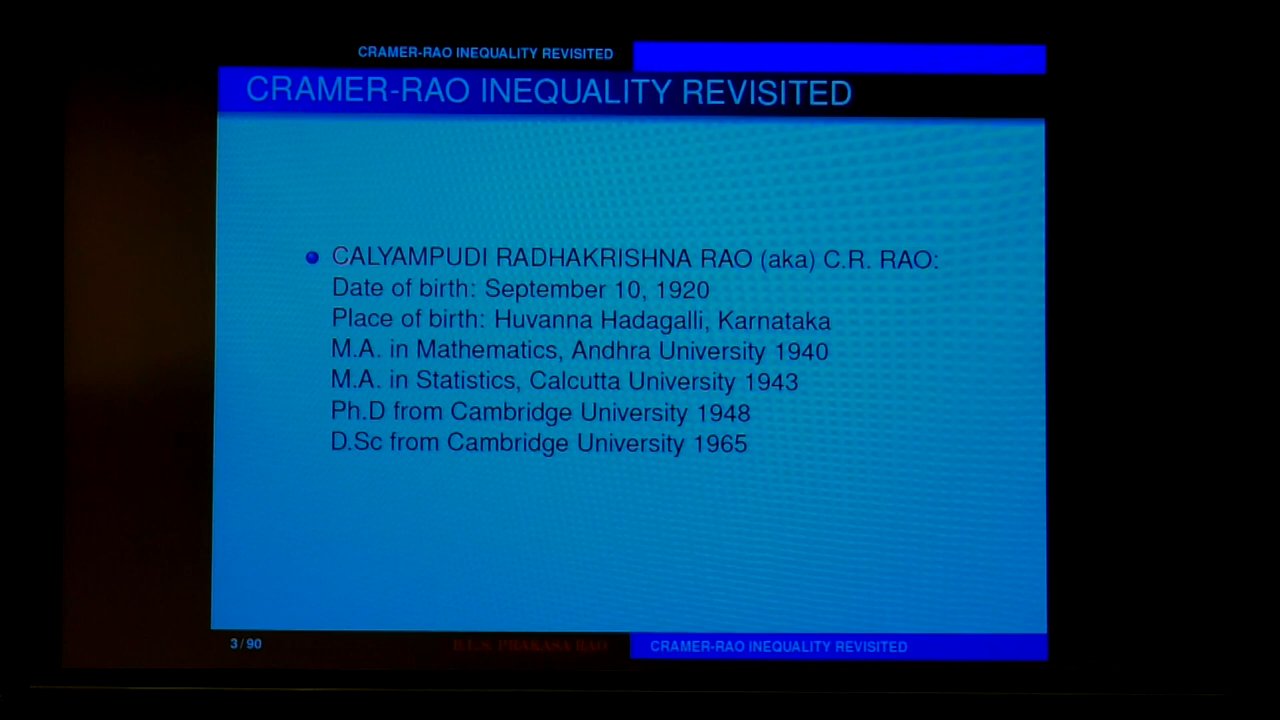 CRAMER-RAO INEQUALITY REVISITED
CRAMER-RAO INEQUALITY REVISITED
CALYAMPUDI RADHAKRISHNA RAO (aka) C.R. RAO:
Date of birth: September 10, 1920
Place of birth: Huvanna Hadagalli, Karnataka
M.A. in Mathematics, Andhra University 1940
M.A. in Statistics, Calcutta University 1943
Ph.D from Cambridge University 1948
D.Sc from Cambridge University 1965
3/90
B.L.S. PRAKASA RAO
CRAMER-RAO INEQUALITY REVISITED